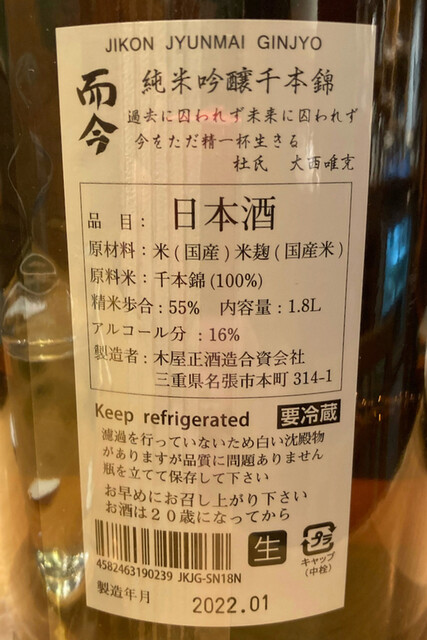 JIKON JYUNMAI GINJYO
而今 純米吟醸千本錦
過去に囚われず未来に囚われず
今をただ精一杯生きる
杜氏 大西唯克
品 目: 日本酒
原材料: 米(国産)米麹(国産米)
原料米: 千本錦(100%)
精米歩合: 55% 内容量: 1.8L
アルコール分 : 16%
製造者: 木屋正酒造合資会社
三重県名張市本町 314-1
Keep refrigerated 要冷蔵
濾過を行っていないため白い沈殿物
がありますが品質に問題ありません
瓶を立てて保存して下さい
お早めにお召し上がり下さい
お酒は20歳になってから
生
プラ
キャップ
(中栓)
4582463190239 JKJG-SN18N
製造年月 2022.01